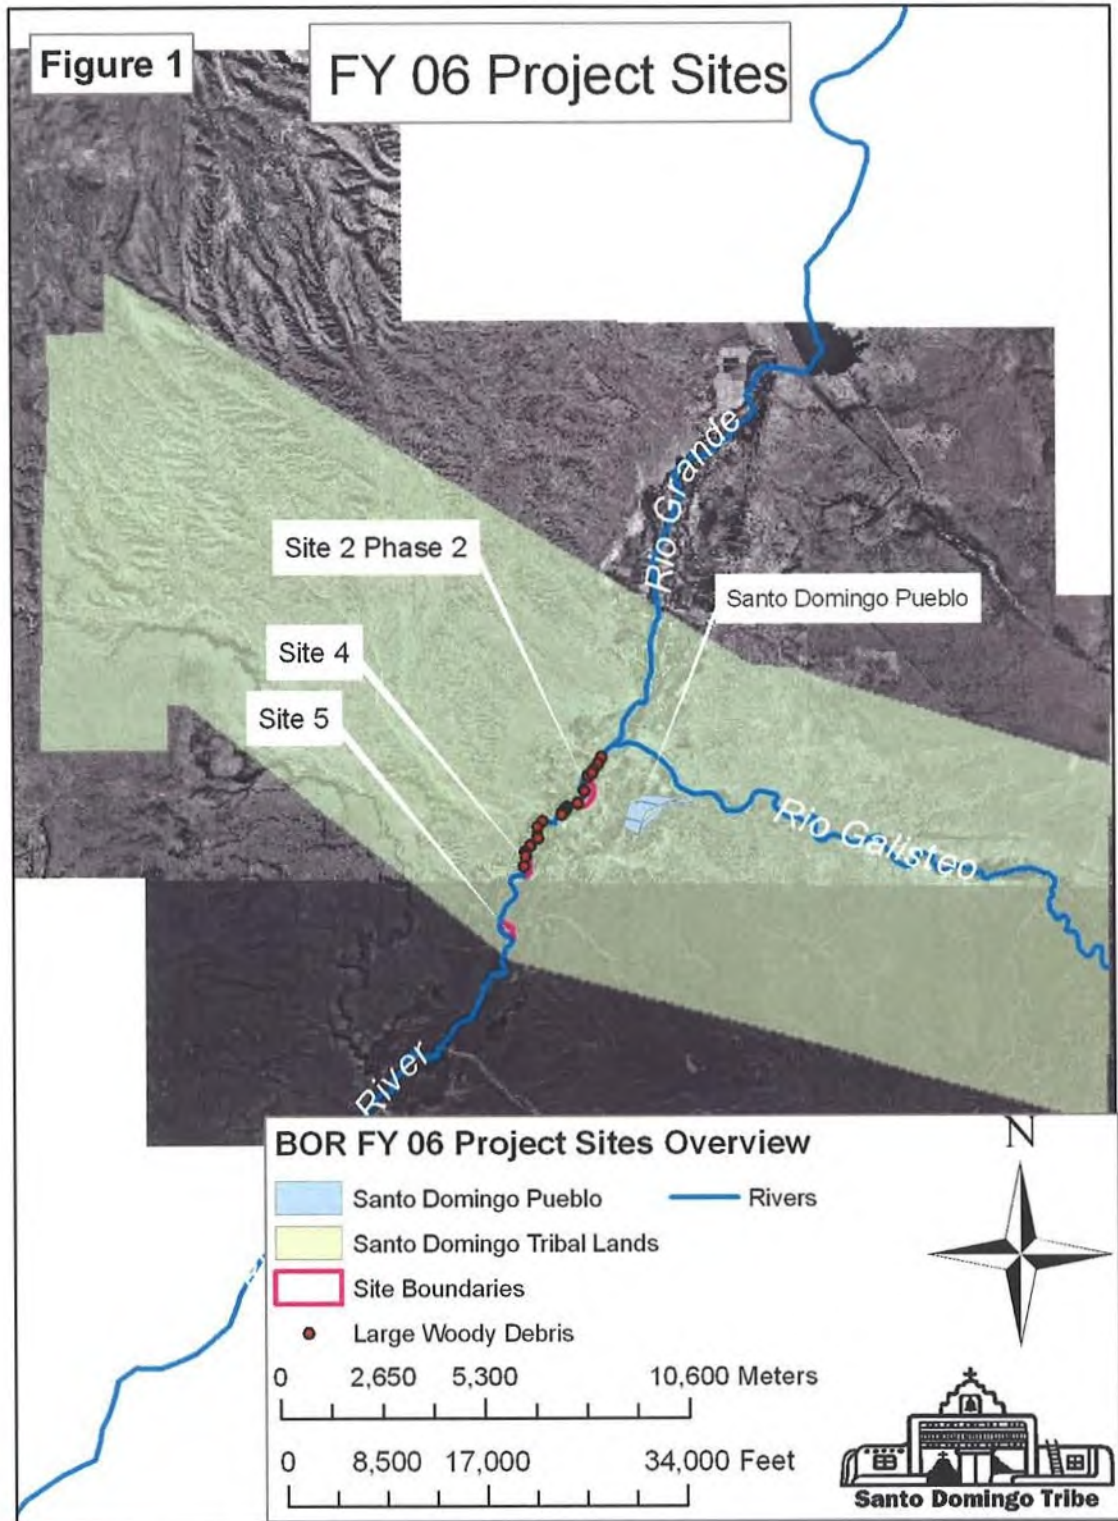 Figure 1
FY 06 Project Sites
Rio Grande
Site 2 Phase 2
Santo Domingo Pueblo
Site 4
Site 5
Rio Galisteo
River
BOR FY 06 Project Sites Overview
N
Santo Domingo Pueblo
Rivers
Santo Domingo Tribal Lands
Site Boundaries
Large Woody Debris
0 2,650 5,300 10,600 Meters
0 8,500 17,000 34,000 Feet
Santo Domingo Tribe